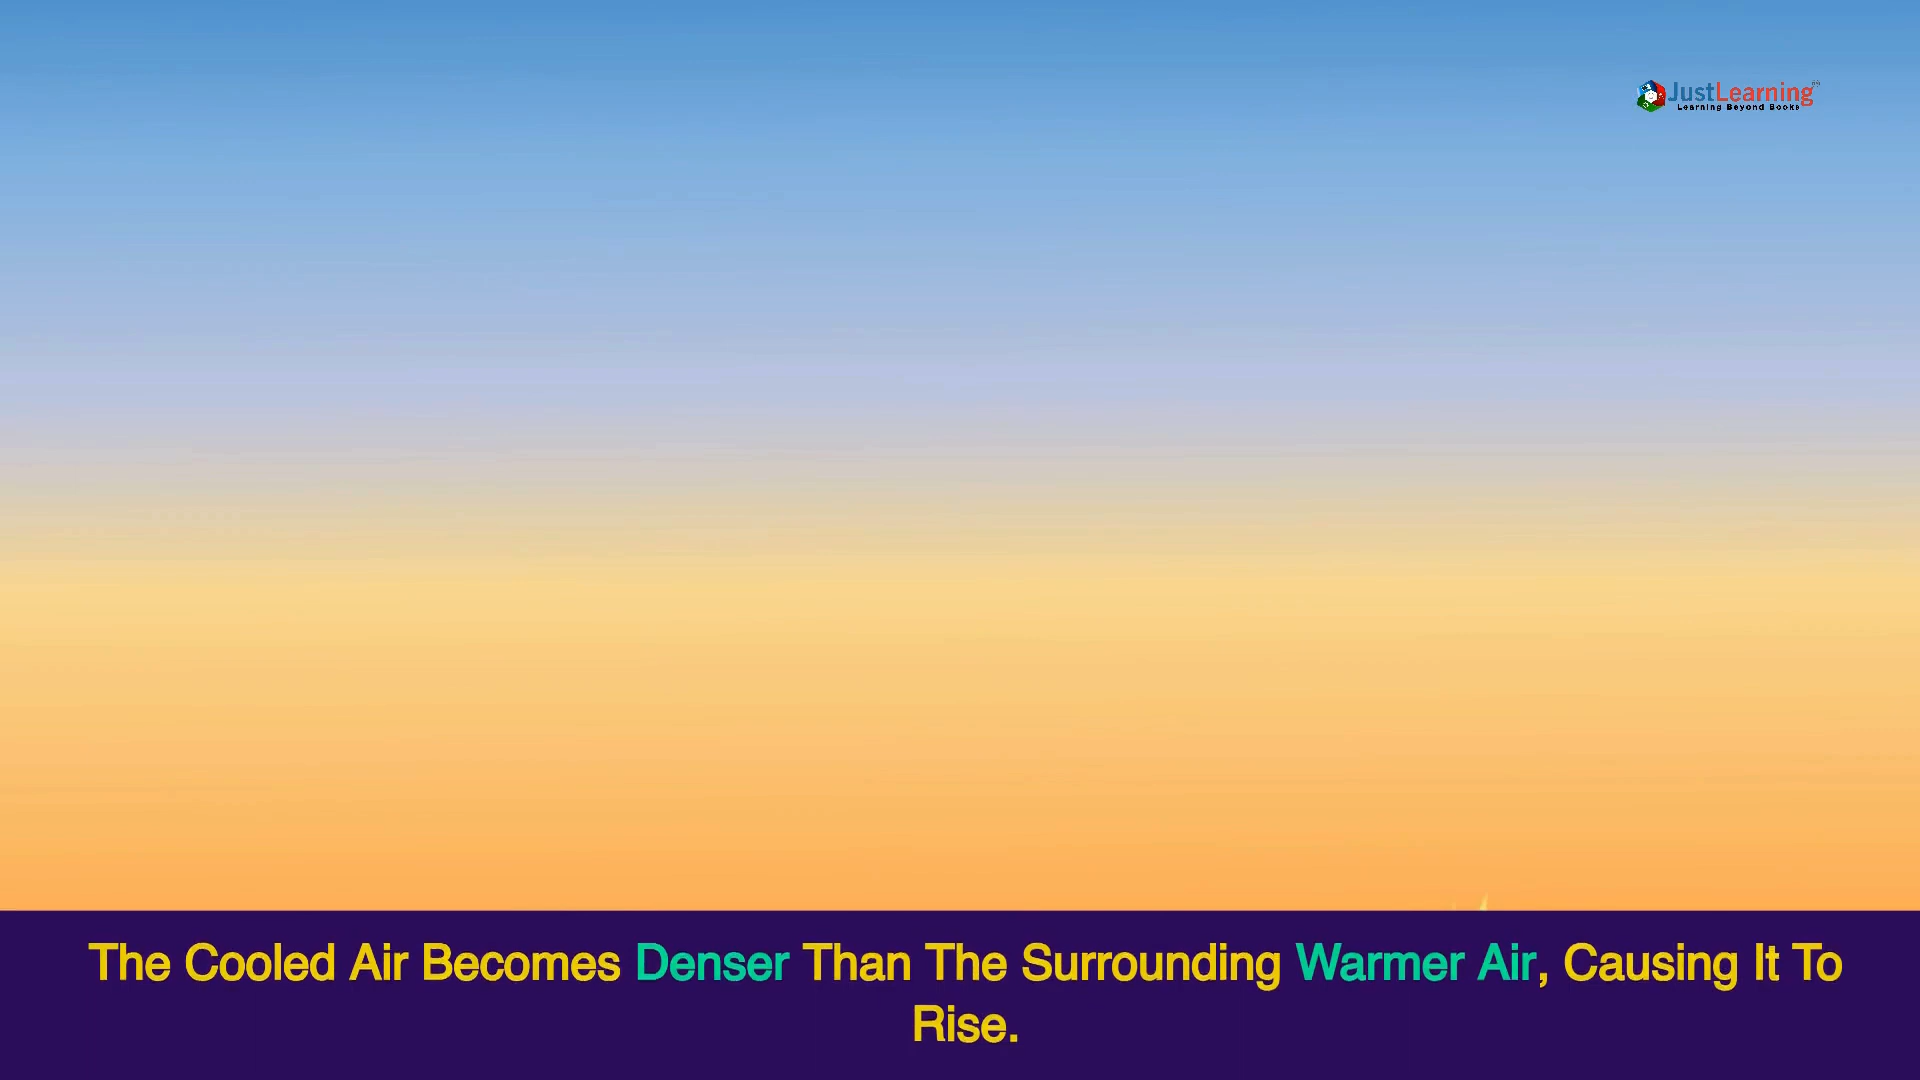 JustLearning
Learning Beyond Books
The Cooled Air Becomes Denser Than The Surrounding Warmer Air, Causing It To
Rise.